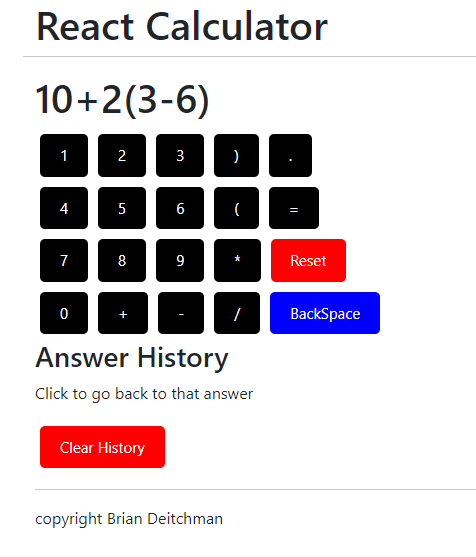 React Calculator
10+2(3-6)
1 2 3 ) .
4 5 6 ( =
7 8 9 * Reset
0 + - / BackSpace
Answer History
Click to go back to that answer
Clear History
copyright Brian Deitchman